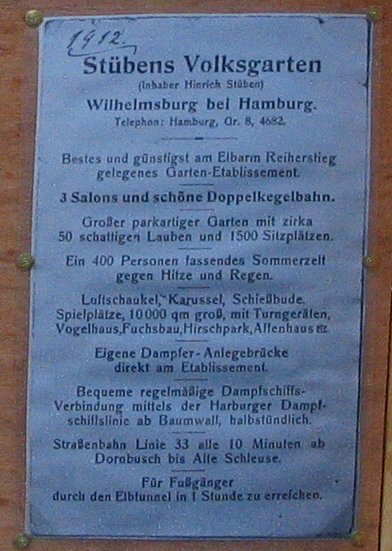 1912.
Stübens Volksgarten
(Inhaber Hinrich Stüben)
Wilhelmsburg bei Hamburg.
Telephon: Hamburg, Gr. 8, 4682.
Bestes und günstigst am Elbarm Reiherstieg
gelegenes Garten-Etablissement.
3 Salons und schöne Doppelkegelbahn.
Großer parkartiger Garten mit zirka
50 schattigen Lauben und 1500 Sitzplätzen.
Ein 400 Personen fassendes Sommerzelt
gegen Hitze und Regen.
Luftschaukel, Karussel, Schießbude,
Spielplätze, 10000 qm groß, mit Turngeräten,
Vogelhaus, Fuchsbau, Hirschpark, Affenhaus etc.
Eigene Dampfer-Anlegebrücke
direkt am Etablissement.
Bequeme regelmäßige Dampfschiffs-
Verbindung mittels der Harburger Dampf-
schiffslinie ab Baumwall, halbstündlich.
Straßenbahn Linie 33 alle 10 Minuten ab
Dornbusch bis Alte Schleuse.
Für Fußgänger
durch den Elbtunnel in 1 Stunde zu erreichen.